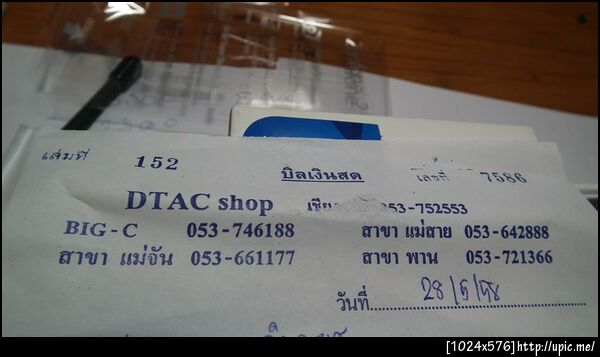 เล่มที่ 152 บิลเงินสด เลขที่ 7586
DTAC shop 053-752553
BIG-C 053-746188 สาขา แม่สาย 053-642888
สาขา แม่จัน 053-661177 สาขา พาน 053-721366
วันที่ 28/5/58
[1024x576]http://upic.me/